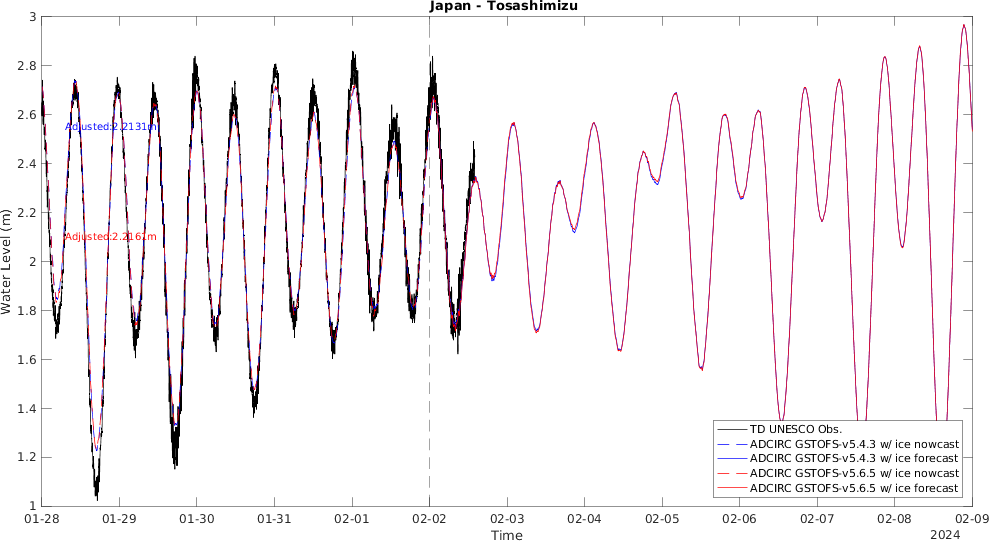 Japan - Tosashimizu
3
2.8
2.6
2.4
2.2
2
1.8
1.6
1.4
1.2
1
Water Level (m)
Adjusted:2.2131m
Adjusted:2.2161m
TD UNESCO Obs.
ADCIRC GSTOFS-v5.4.3 w/ ice nowcast
ADCIRC GSTOFS-v5.4.3 w/ ice forecast
ADCIRC GSTOFS-v5.6.5 w/ ice nowcast
ADCIRC GSTOFS-v5.6.5 w/ ice forecast
01-28 01-29 01-30 01-31 02-01 02-02 02-03 02-04 02-05 02-06 02-07 02-08 02-09
Time
2024